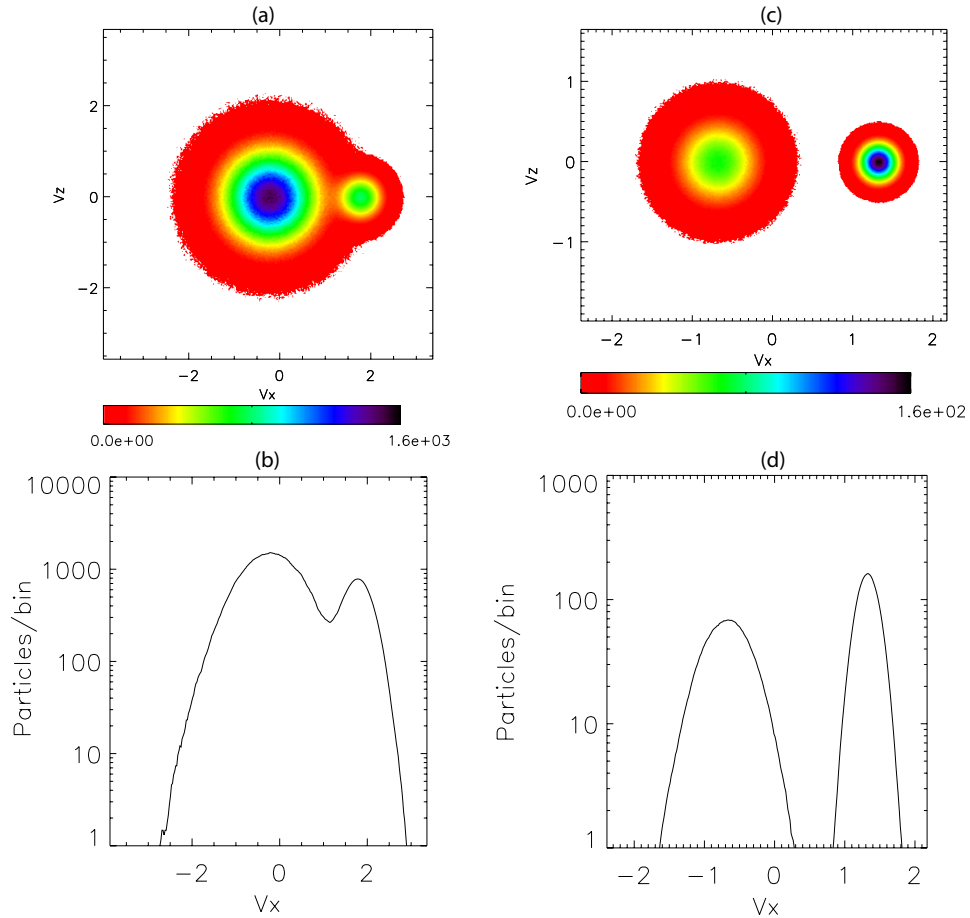 (a)
2
0
−2
Vz
−2 0 2
Vx
0.0e+00 1.6e+03
(c)
1
0
−1
Vz
−2 −1 0 1 2
Vx
0.0e+00 1.6e+02
(b)
10000
1000
100
10
1
Particles/bin
−2 0 2
Vx
(d)
1000
100
10
1
Particles/bin
−2 −1 0 1 2
Vx